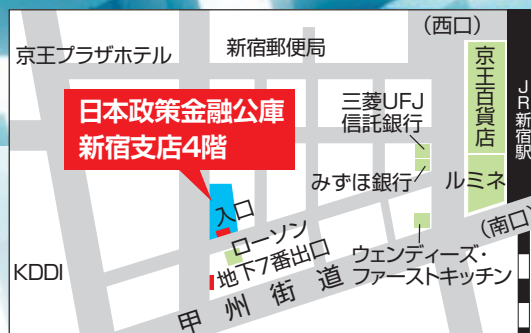 (西口)
京王プラザホテル
新宿郵便局
京王百貨店
JR新宿駅
日本政策金融公庫
新宿支店4階
三菱UFJ
信託銀行
みずほ銀行
ルミネ
入口
(南口)
ローソン
地下7番出口
ウェンディーズ・
ファーストキッチン
KDDI
甲州街道